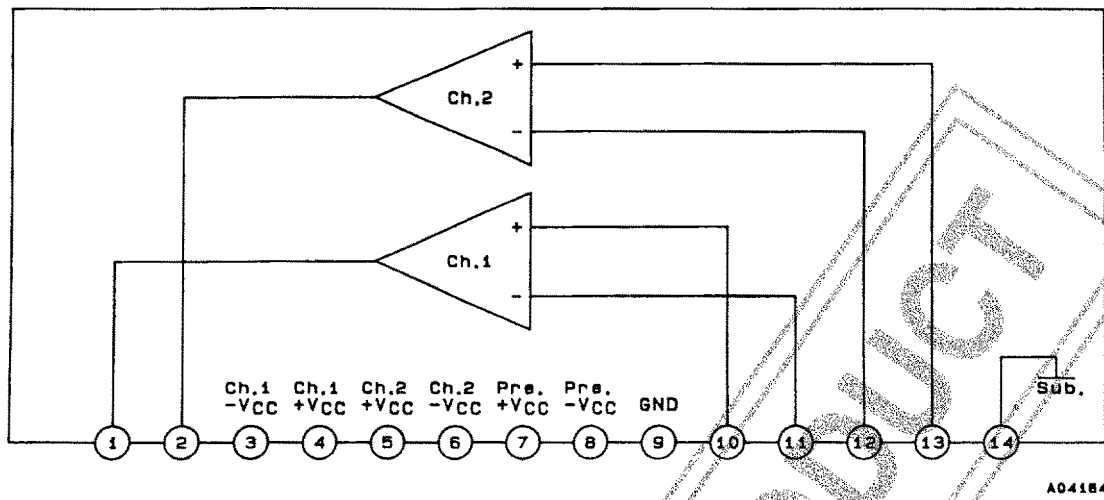 +
Ch.2
−
+
Ch.1
−
Ch.1 Ch.1 Ch.2 Ch.2 Pre. Pre.
-VCC +VCC +VCC -VCC +VCC -VCC GND
Sub.
1 2 3 4 5 6 7 8 9 10 11 12 13 14
DUCT
A04164